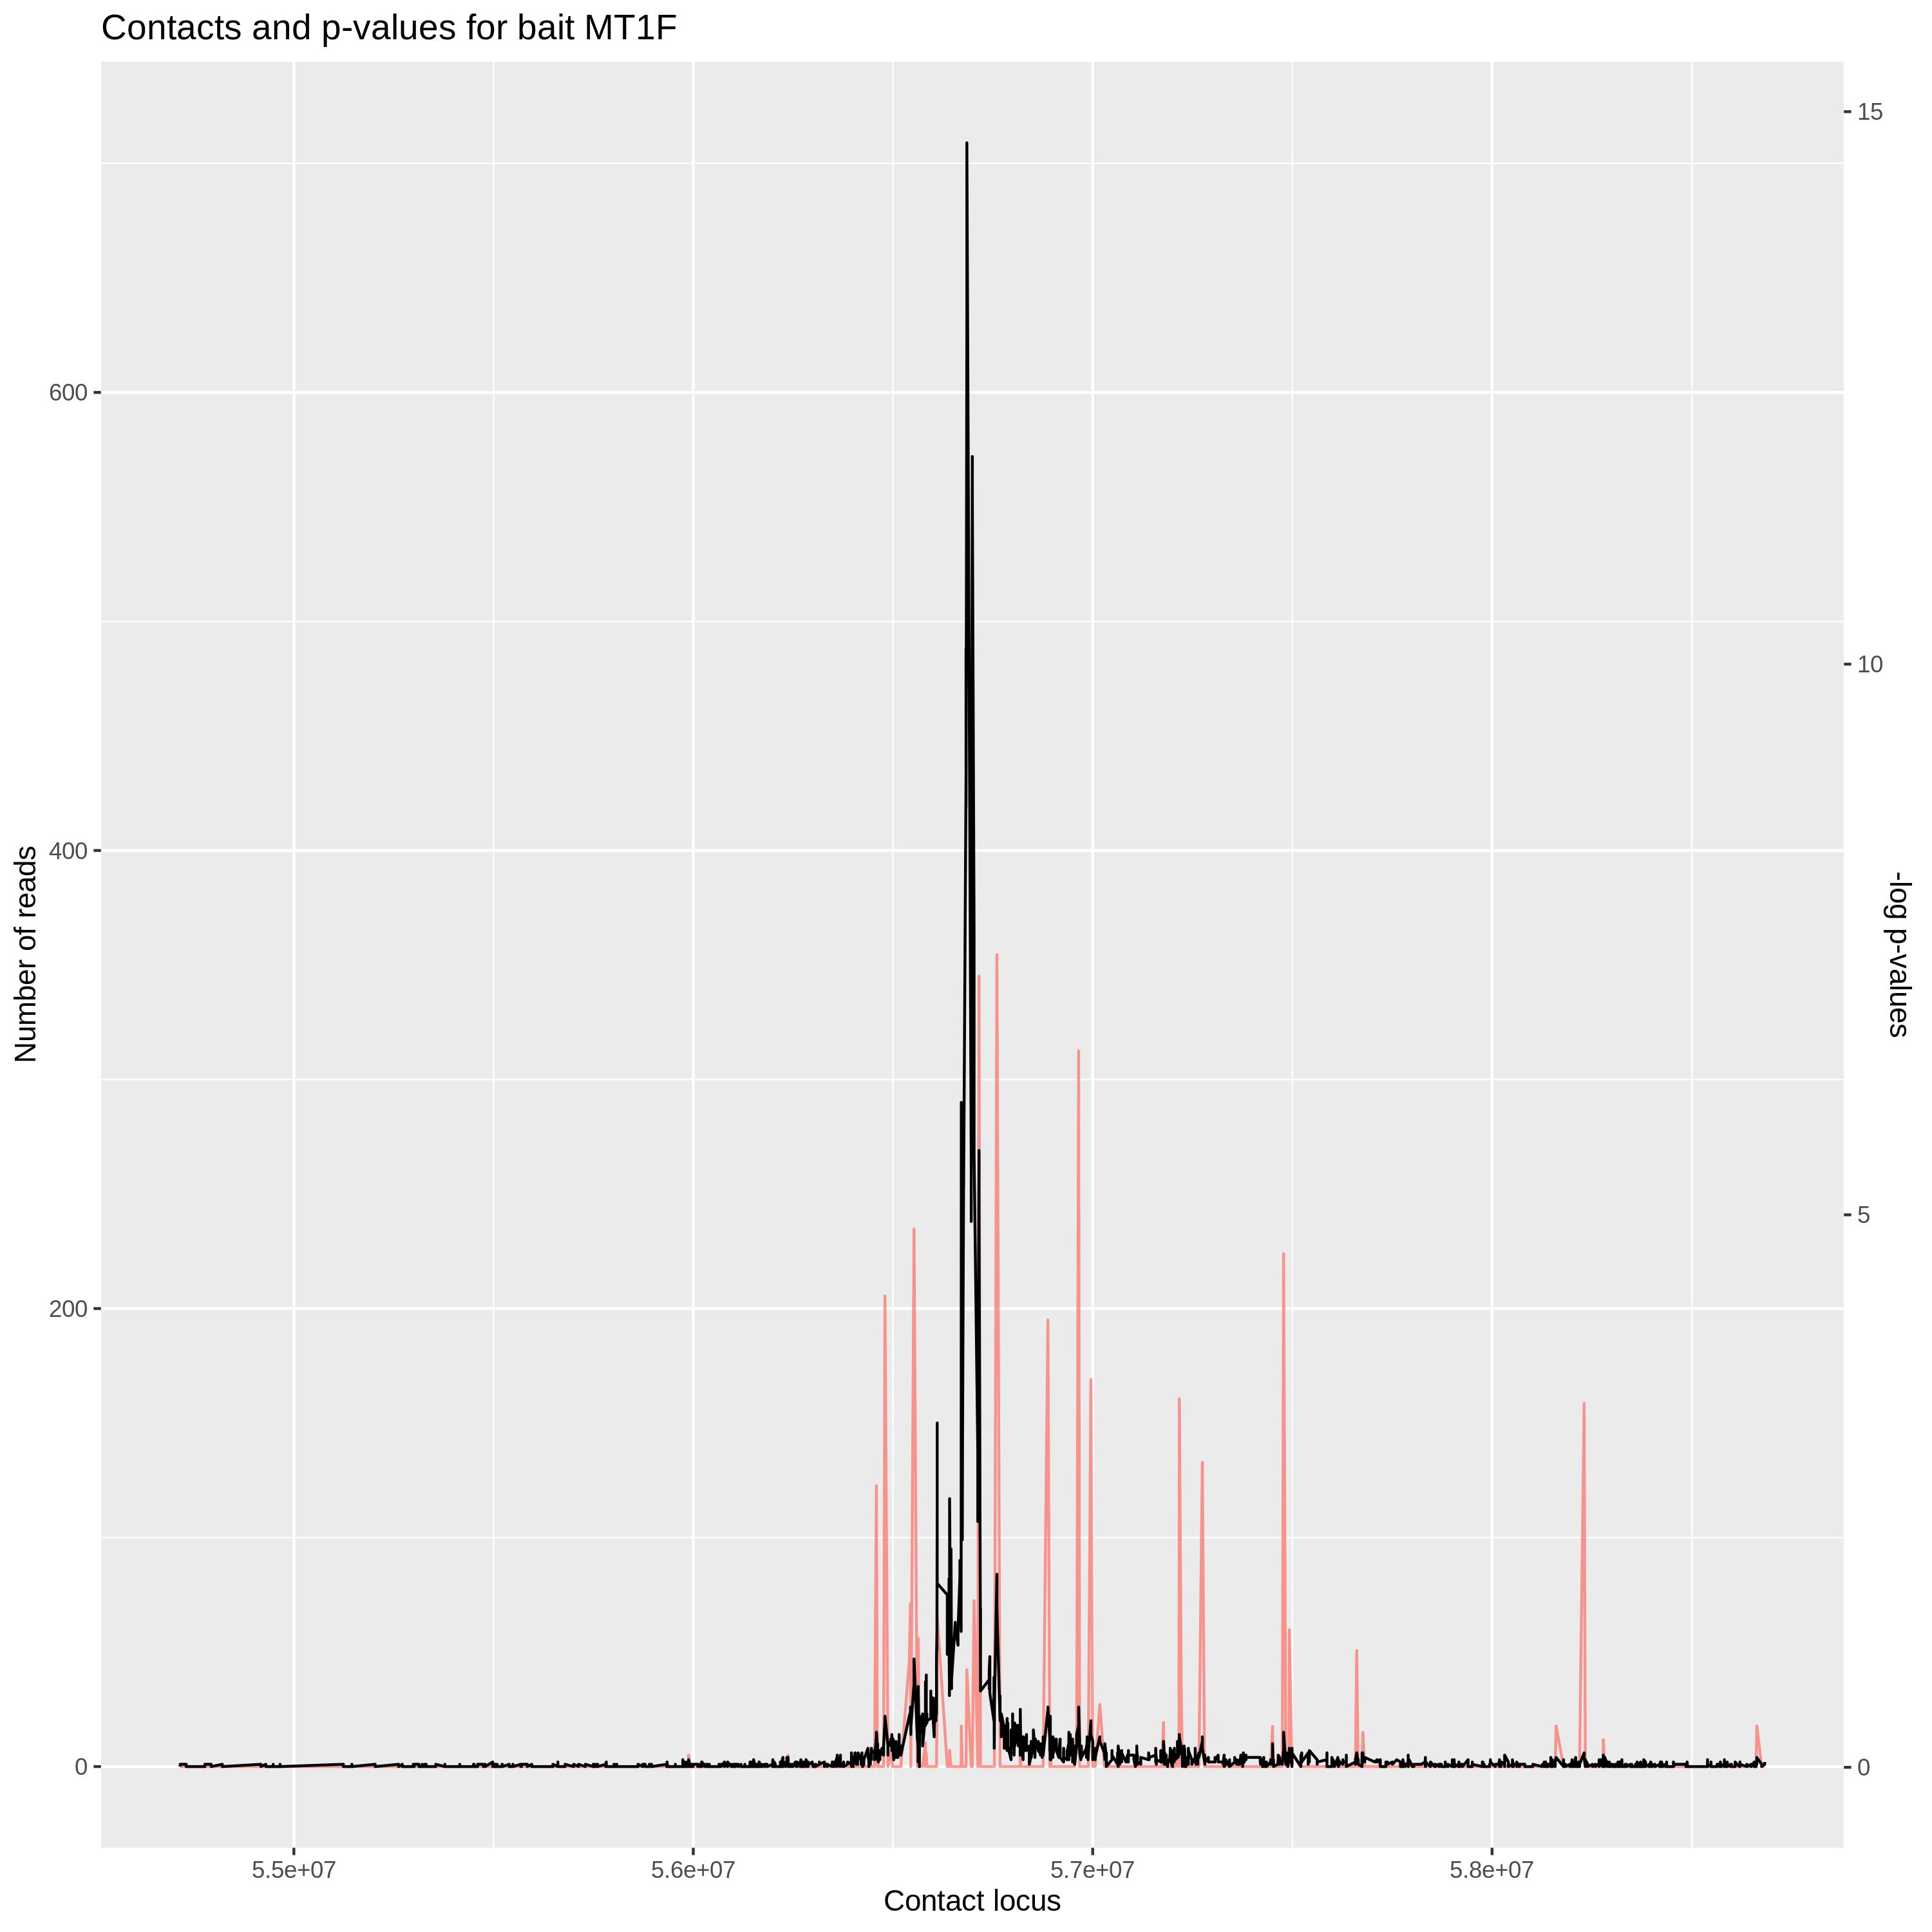 Contacts and p-values for bait MT1F
Number of reads
600
400
200
0
15
10
5
0
-log p-values
5.5e+07
5.6e+07
5.7e+07
5.8e+07
Contact locus